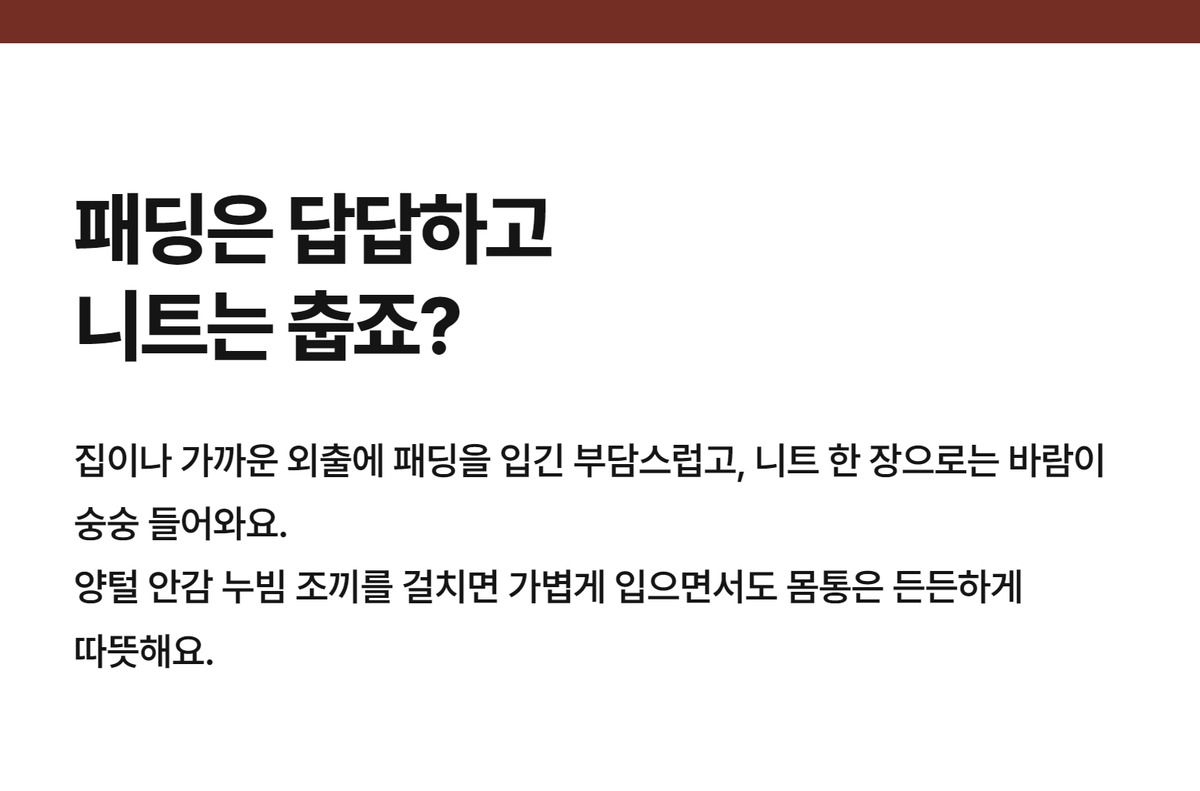 패딩은 답답하고
니트는 춥죠?
집이나 가까운 외출에 패딩을 입긴 부담스럽고, 니트 한 장으로는 바람이
숭숭 들어와요.
양털 안감 누빔 조끼를 걸치면 가볍게 입으면서도 몸통은 든든하게
따뜻해요.